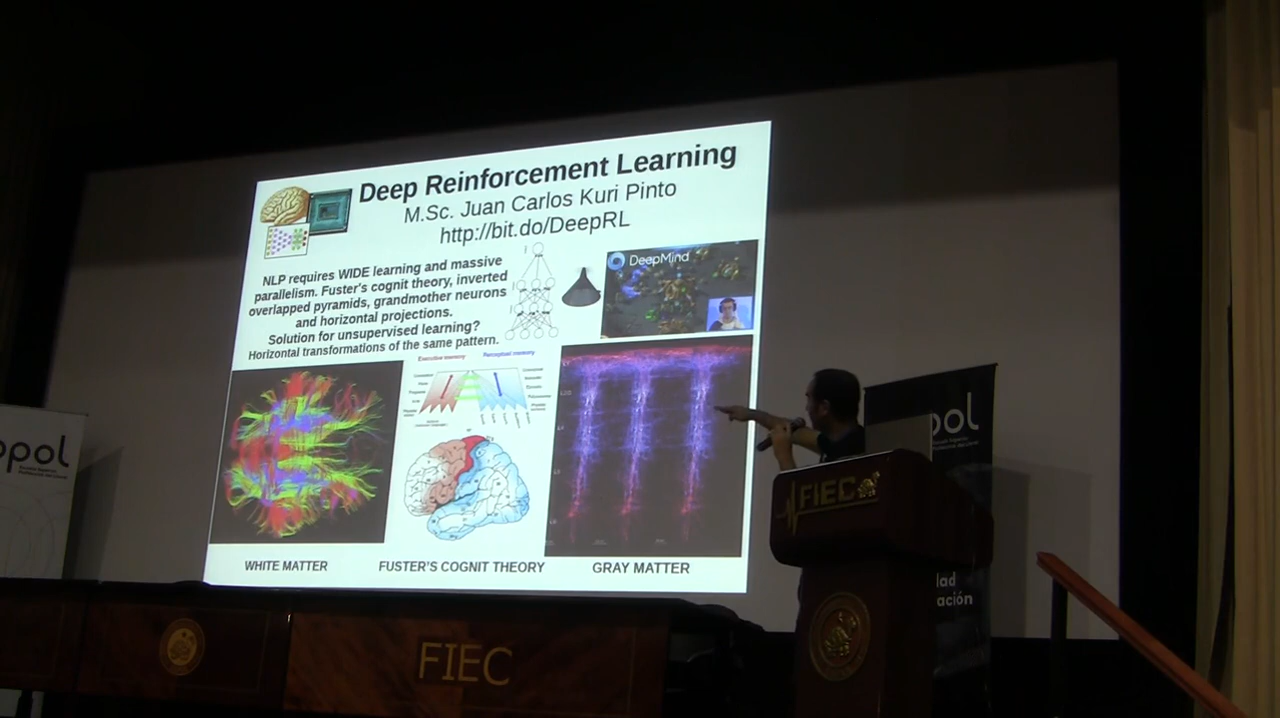 Deep Reinforcement Learning
M.Sc. Juan Carlos Kuri Pinto
http://bit.do/DeepRL
NLP requires WIDE learning and massive
parallelism. Fuster's cognit theory, inverted
overlapped pyramids, grandmother neurons
and horizontal projections.
Solution for unsupervised learning?
Horizontal transformations of the same pattern.
DeepMind
Executive memory
Perceptual memory
WHITE MATTER
FUSTER'S COGNIT THEORY
GRAY MATTER
FIEC
FIEC
pol
pol
lad
ación